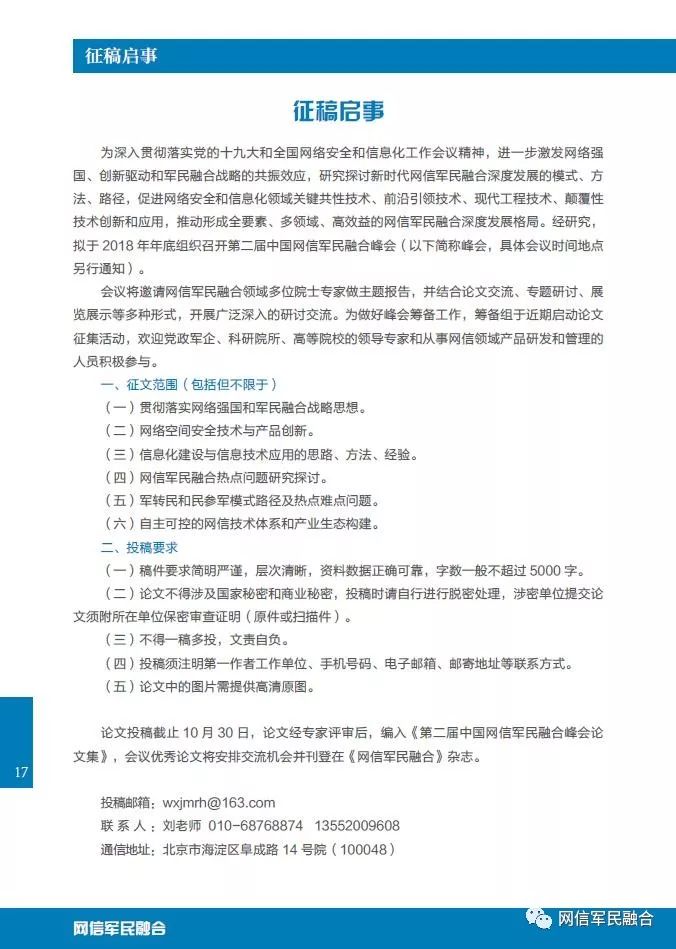 征稿启事
征稿启事
为深入贯彻落实党的十九大和全国网络安全和信息化工作会议精神，进一步激发网络强
国、创新驱动和军民融合战略的共振效应，研究探讨新时代网信军民融合深度发展的模式、方
法、路径，促进网络安全和信息化领域关键共性技术、前沿引领技术、现代工程技术、颠覆性
技术创新和应用，推动形成全要素、多领域、高效益的网信军民融合深度发展格局。经研究，
拟于 2018 年年底组织召开第二届中国网信军民融合峰会（以下简称峰会，具体会议时间地点
另行通知）。
会议将邀请网信军民融合领域多位院士专家做主题报告，并结合论文交流、专题研讨、展
览展示等多种形式，开展广泛深入的研讨交流。为做好峰会筹备工作，筹备组于近期启动论文
征集活动，欢迎党政军企、科研院所、高等院校的领导专家和从事网信领域产品研发和管理的
人员积极参与。
一、征文范围（包括但不限于）
（一）贯彻落实网络强国和军民融合战略思想。
（二）网络空间安全技术与产品创新。
（三）信息化建设与信息技术应用的思路、方法、经验。
（四）网信军民融合热点问题研究探讨。
（五）军转民和民参军模式路径及热点难点问题。
（六）自主可控的网信技术体系和产业生态构建。
二、投稿要求
（一）稿件要求简明严谨，层次清晰，资料数据正确可靠，字数一般不超过 5000 字。
（二）论文不得涉及国家秘密和商业秘密，投稿时请自行进行脱密处理，涉密单位提交论
文须附所在单位保密审查证明（原件或扫描件）。
（三）不得一稿多投，文责自负。
（四）投稿须注明第一作者工作单位、手机号码、电子邮箱、邮寄地址等联系方式。
（五）论文中的图片需提供高清原图。
论文投稿截止 10 月 30 日，论文经专家评审后，编入《第二届中国网信军民融合峰会论
文集》，会议优秀论文将安排交流机会并刊登在《网信军民融合》杂志。
17
投稿邮箱：wxjmrh@163.com
联 系 人：刘老师 010-68768874 13552009608
通信地址：北京市海淀区阜成路 14 号院（100048）
网信军民融合
网信军民融合